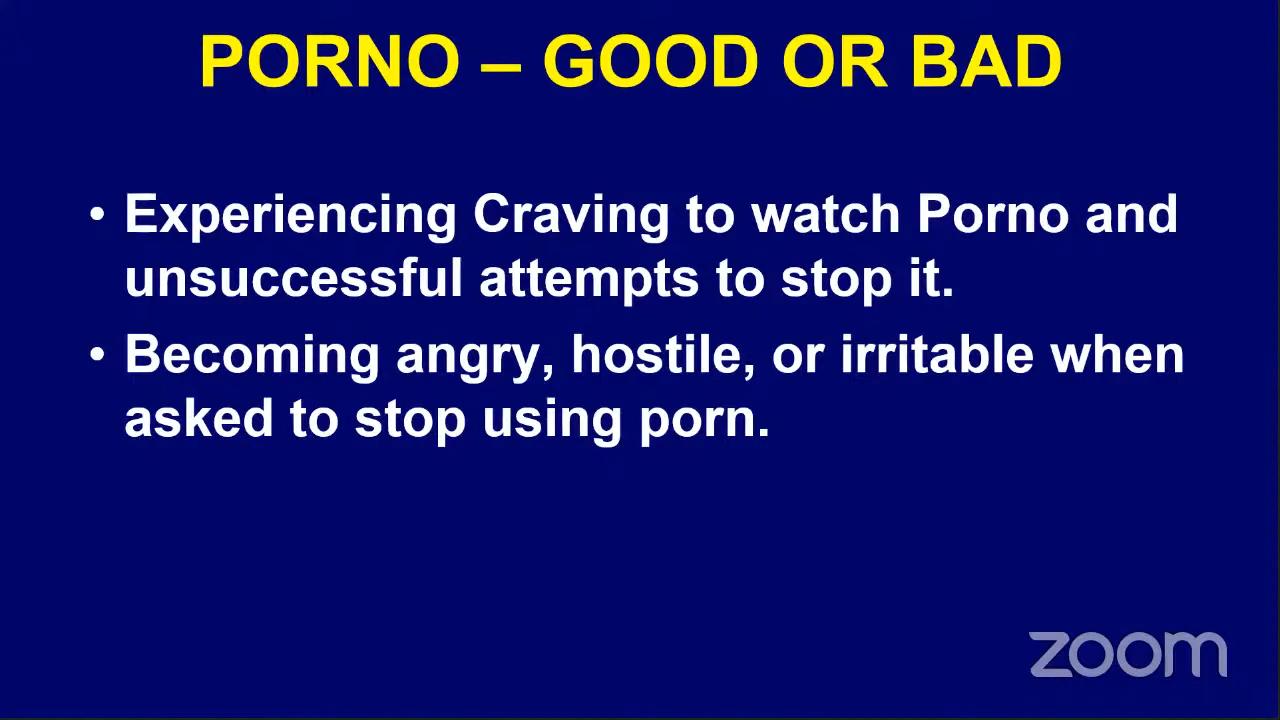 PORNO – GOOD OR BAD
• Experiencing Craving to watch Porno and
unsuccessful attempts to stop it.
• Becoming angry, hostile, or irritable when
asked to stop using porn.
zoom